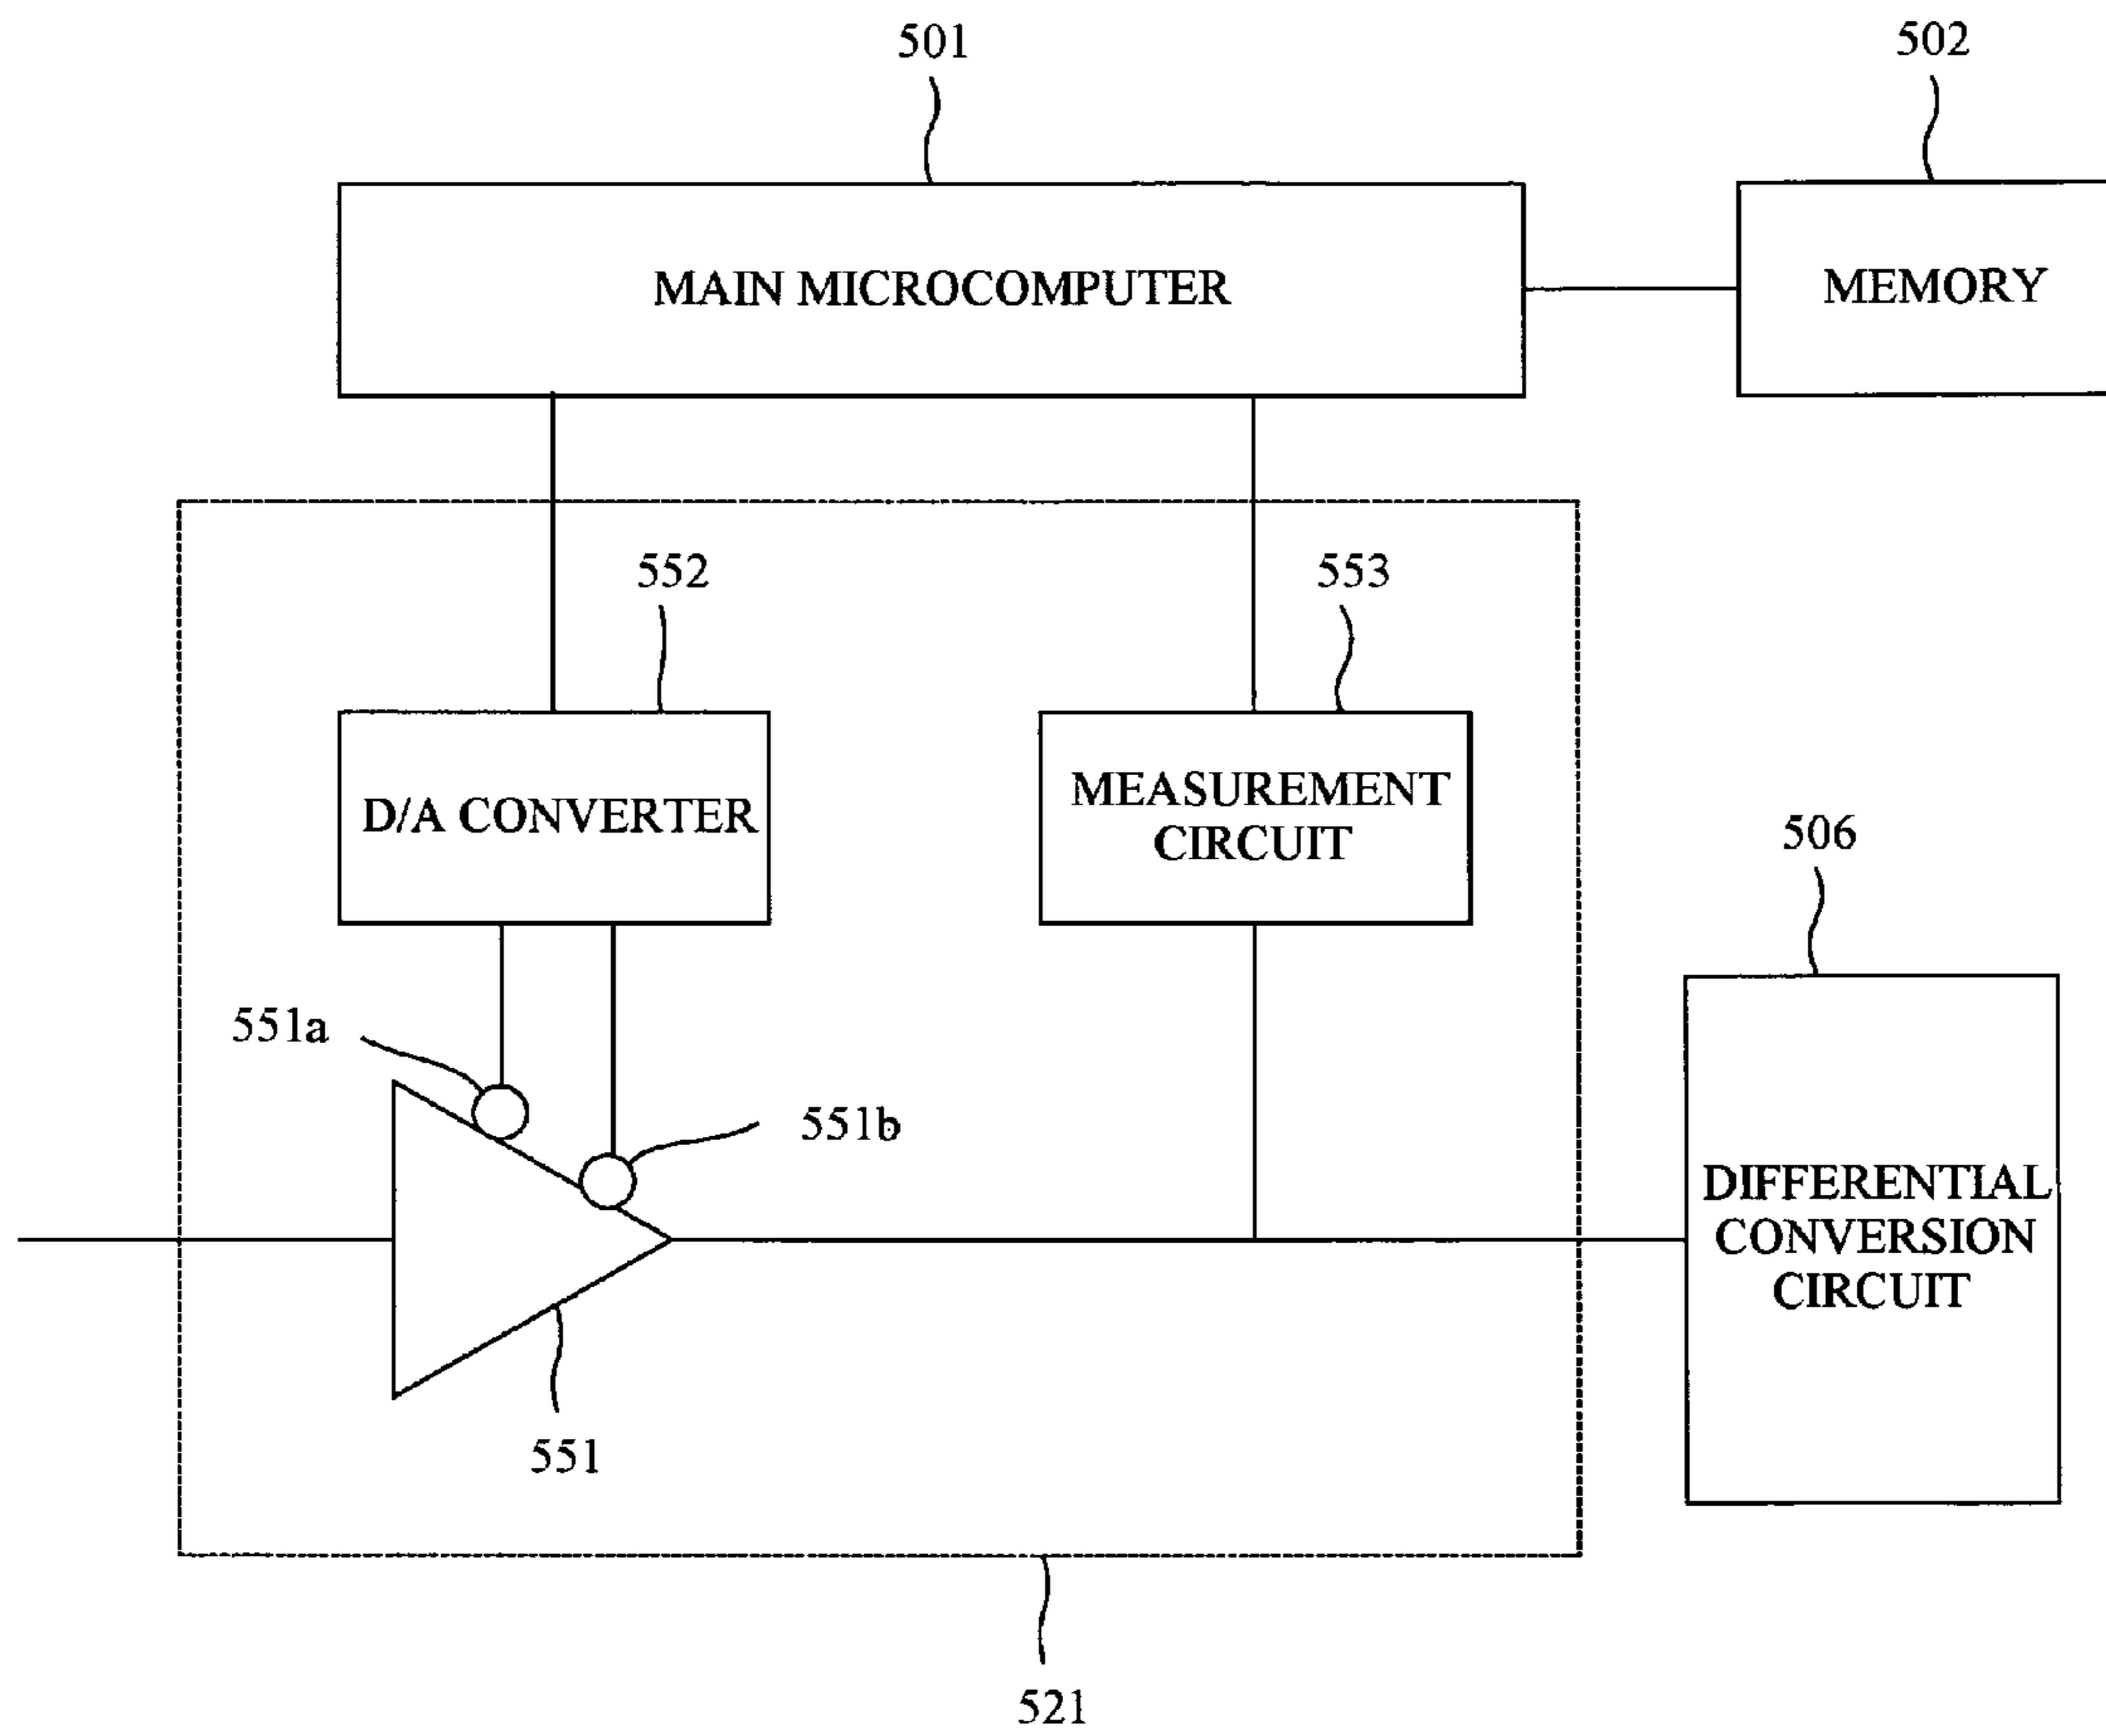 501
502
MAIN MICROCOMPUTER
MEMORY
552
553
D/A CONVERTER
MEASUREMENT
CIRCUIT
506
551a
551b
DIFFERENTIAL
CONVERSION
CIRCUIT
551
521